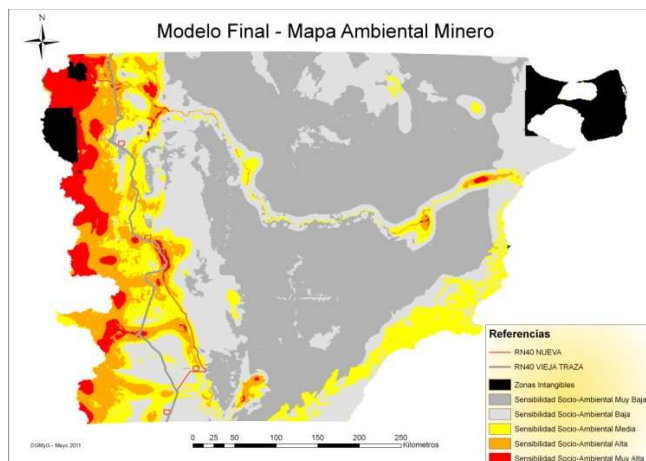 Modelo Final - Mapa Ambiental Minero
N
Referencias
RN40 NUEVA
RN40 VIEJA TRAZA
Zonas Intangibles
Sensibilidad Socio-Ambiental Muy Baja
Sensibilidad Socio-Ambiental Baja
Sensibilidad Socio-Ambiental Media
Sensibilidad Socio-Ambiental Alta
Sensibilidad Socio-Ambiental Muy Alta
DGMyG - Mayo 2011
0 25 50 100 150 200 250
Kilometros